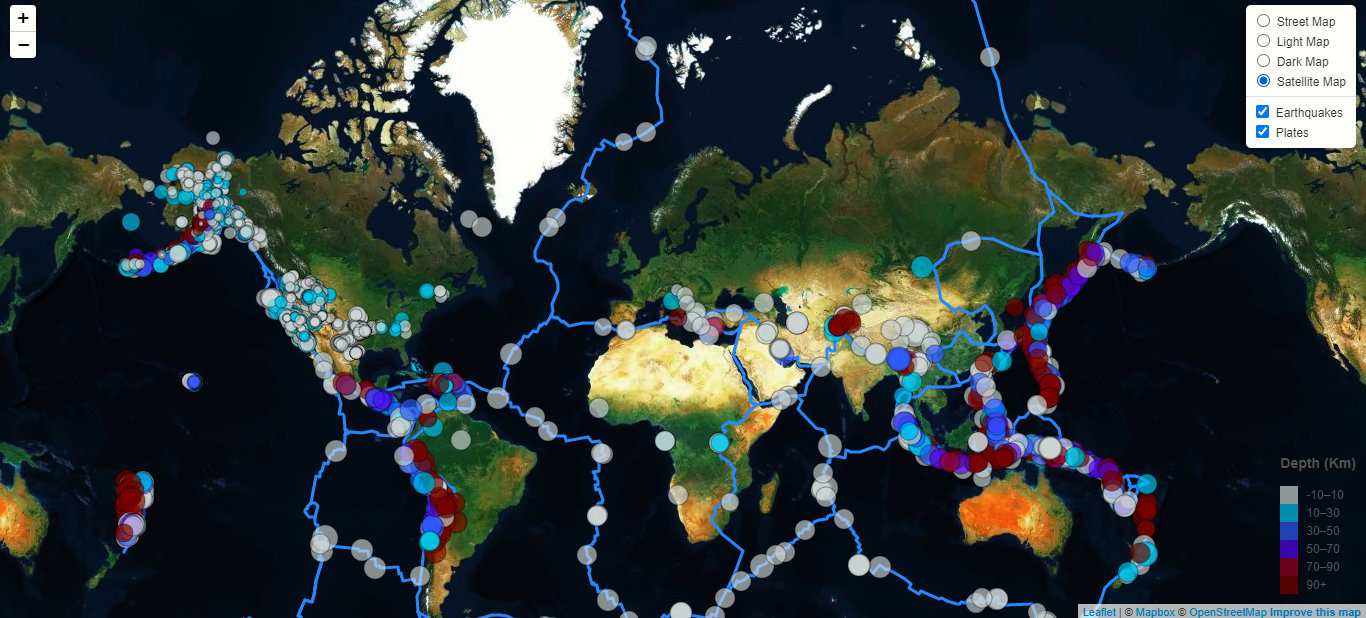 +
−
Street Map
Light Map
Dark Map
Satellite Map
Earthquakes
Plates
Depth (Km)
-10–10
10–30
30–50
50–70
70–90
90+
Leaflet | © Mapbox © OpenStreetMap Improve this map